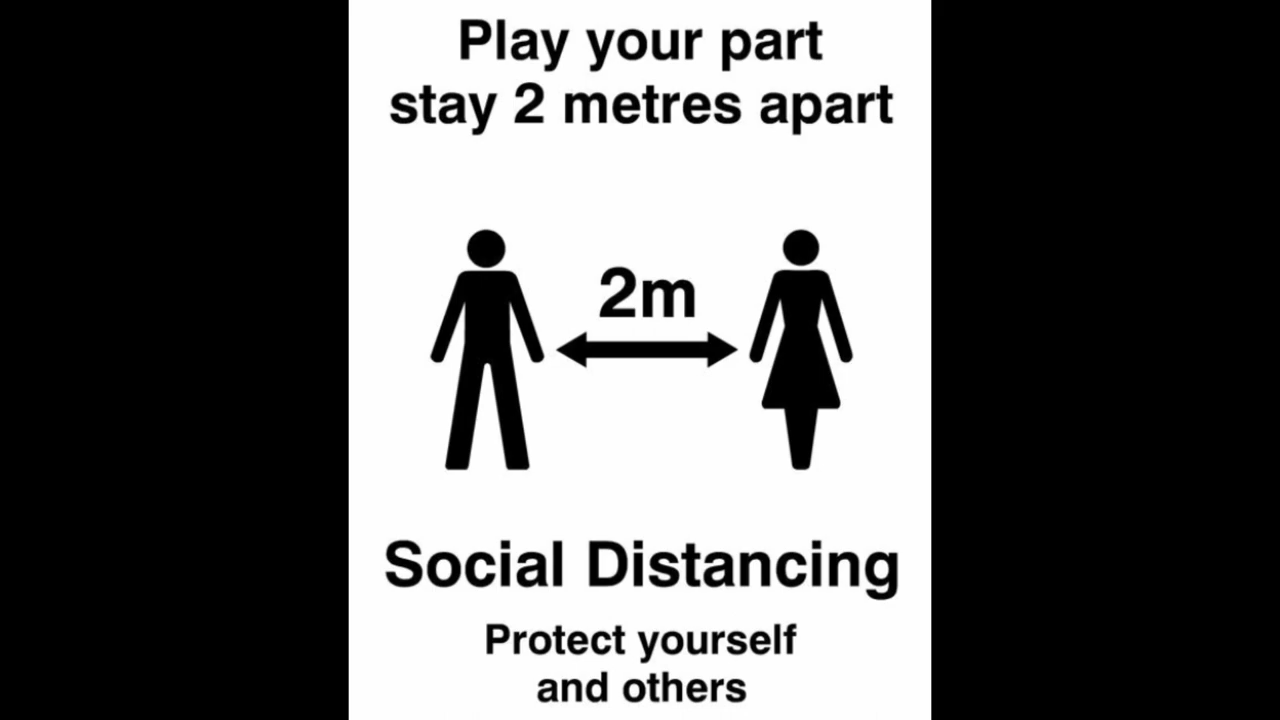 Play your part
stay 2 metres apart
2m
Social Distancing
Protect yourself
and others